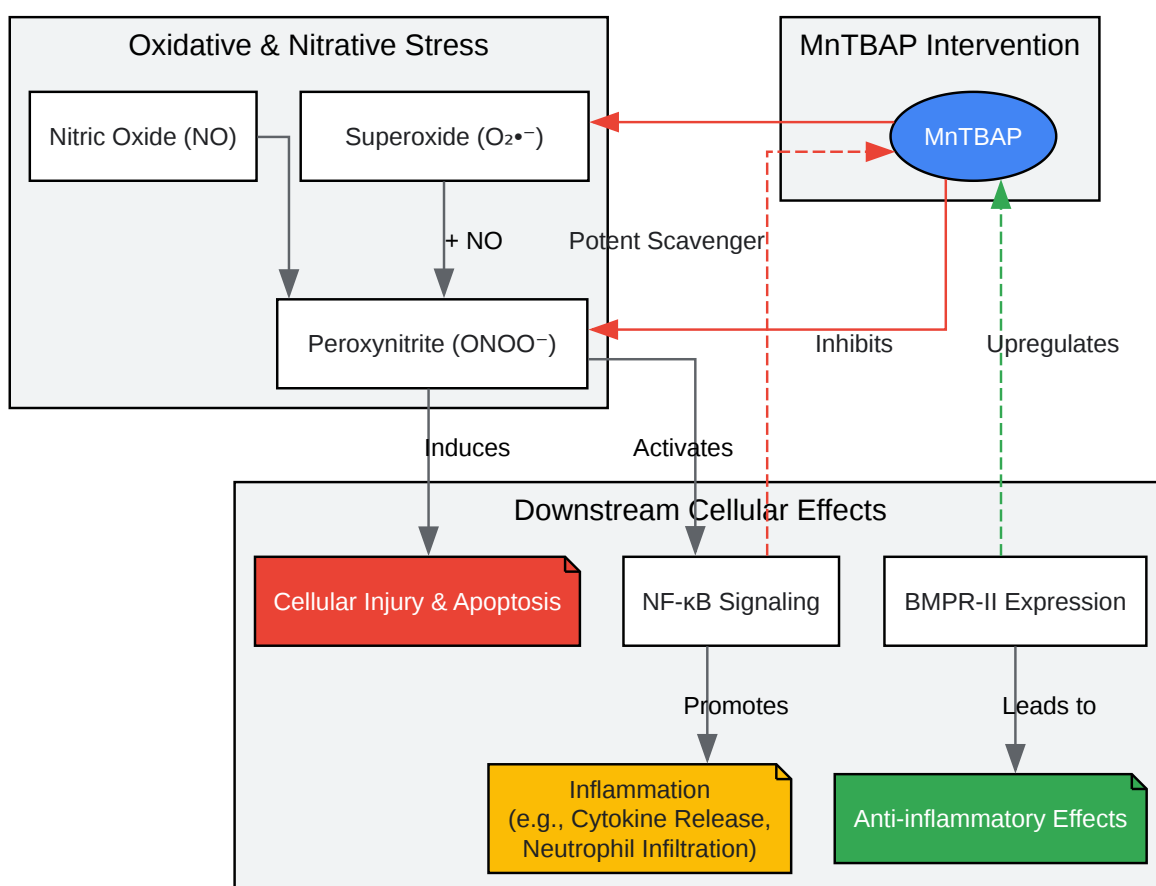 Oxidative & Nitrative Stress
MnTBAP Intervention
Nitric Oxide (NO)
Superoxide (O₂•⁻)
MnTBAP
+ NO
Potent Scavenger
Peroxynitrite (ONOO⁻)
Inhibits
Upregulates
Induces
Activates
Downstream Cellular Effects
Cellular Injury & Apoptosis
NF-κB Signaling
BMPR-II Expression
Promotes
Leads to
Inflammation
(e.g., Cytokine Release,
Neutrophil Infiltration)
Anti-inflammatory Effects